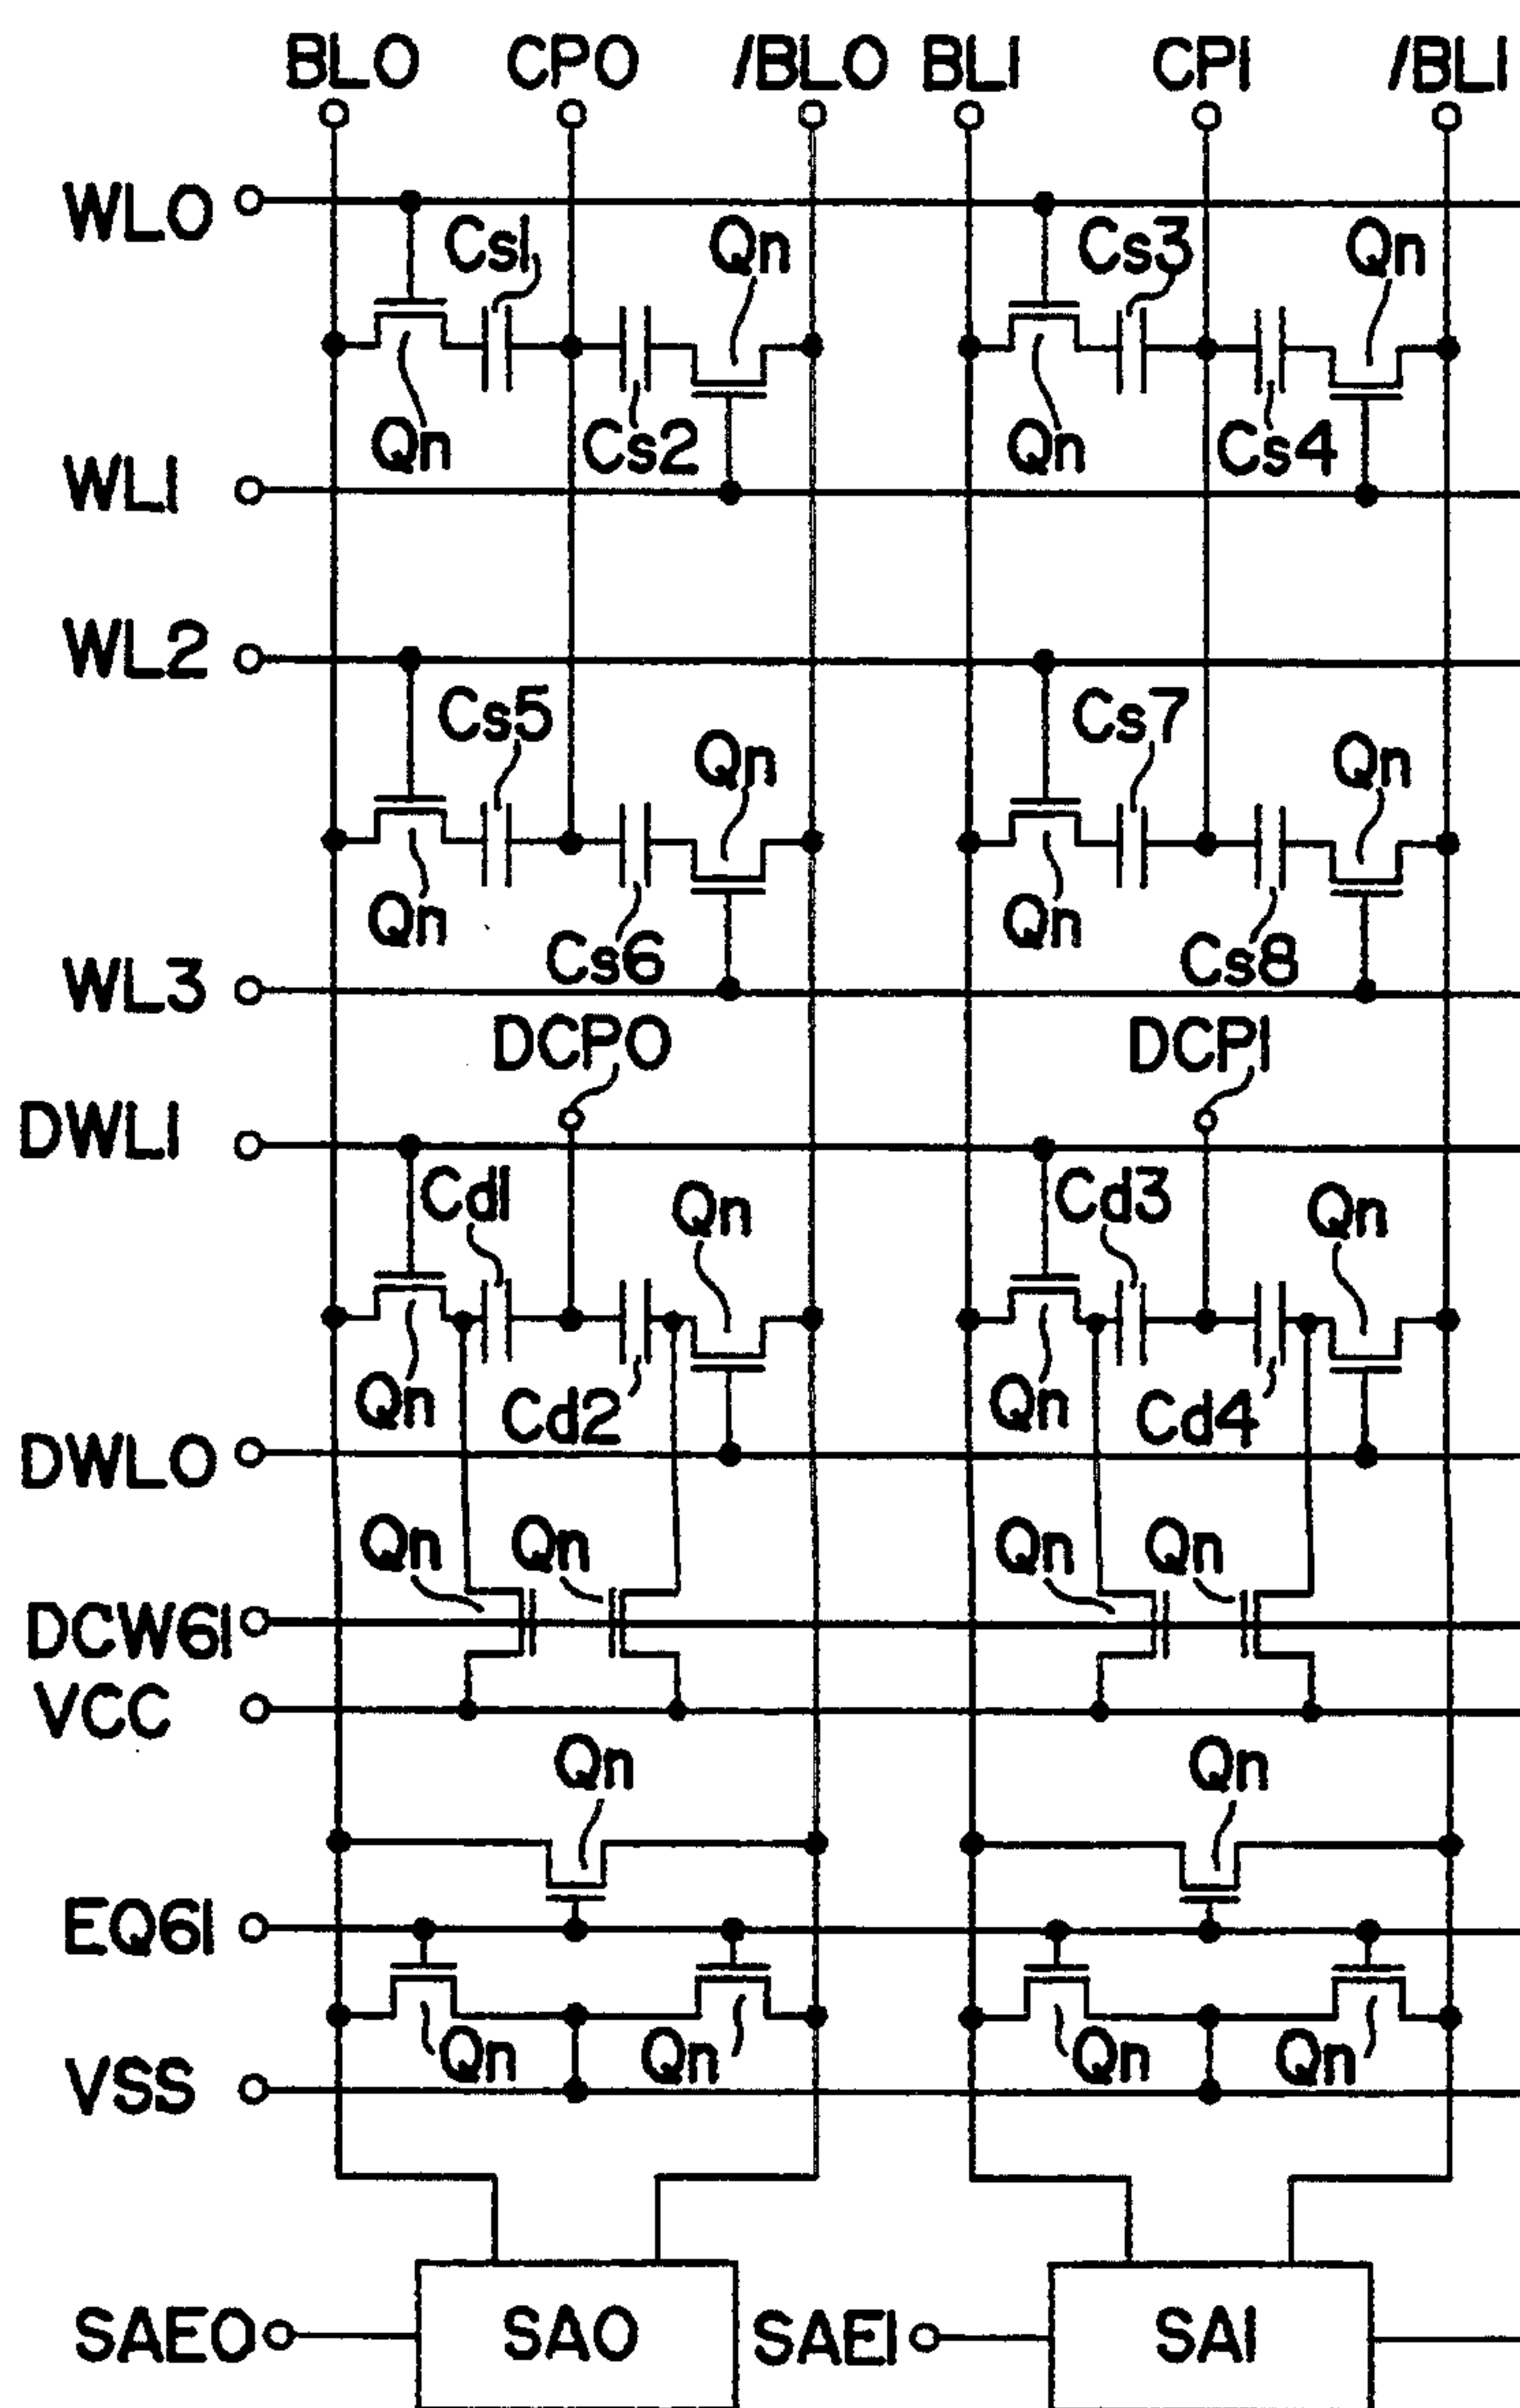 BL0 CP0 /BL0 BL1 CP1 /BL1
WL0
Cs1 Qn Cs3 Qn
Qn Cs2 Qn Cs4
WL1
WL2
Cs5 Qn Cs7 Qn
Qn Cs6 Qn Cs8
WL3
DCP0 DCP1
DWL1
Cd1 Qn Cd3 Qn
Qn Cd2 Qn Cd4
DWL0
Qn Qn Qn Qn
DCW61
VCC
Qn Qn
EQ61
Qn Qn Qn Qn
VSS
SAE0 SA0 SAE1 SA1